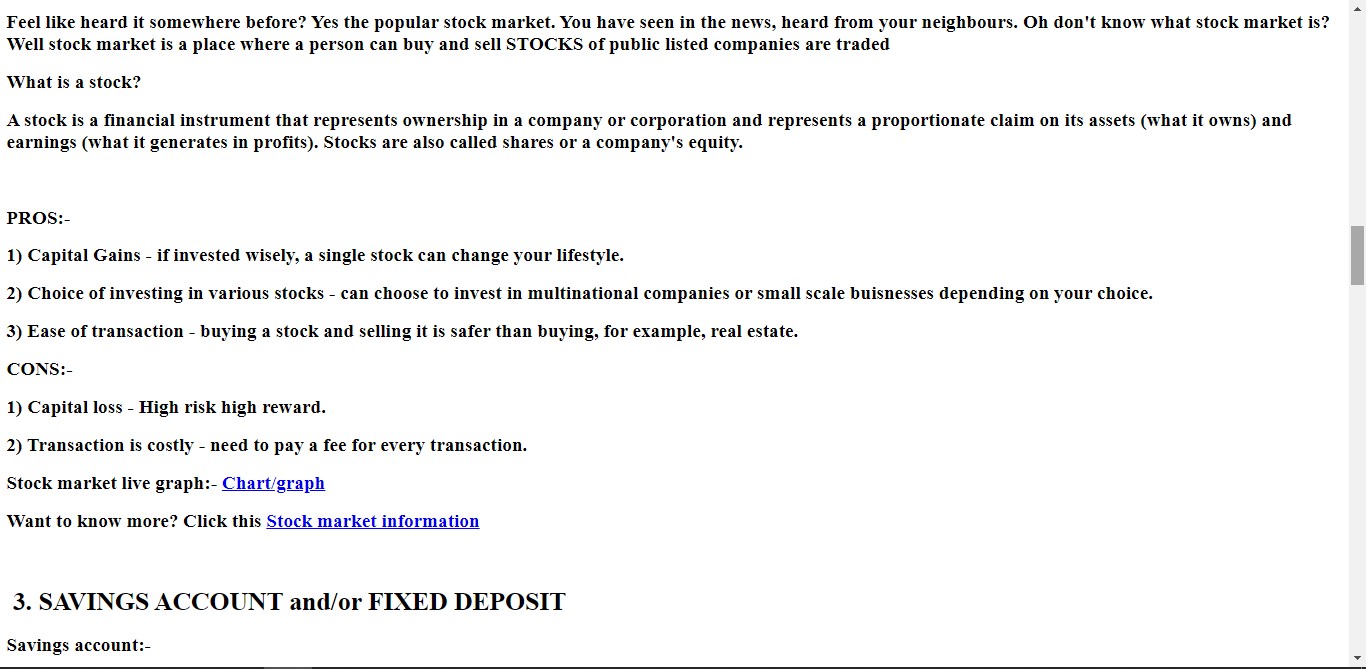 Feel like heard it somewhere before? Yes the popular stock market. You have seen in the news, heard from your neighbours. Oh don't know what stock market is?
Well stock market is a place where a person can buy and sell STOCKS of public listed companies are traded
What is a stock?
A stock is a financial instrument that represents ownership in a company or corporation and represents a proportionate claim on its assets (what it owns) and
earnings (what it generates in profits). Stocks are also called shares or a company's equity.
PROS:-
1) Capital Gains - if invested wisely, a single stock can change your lifestyle.
2) Choice of investing in various stocks - can choose to invest in multinational companies or small scale buisnesses depending on your choice.
3) Ease of transaction - buying a stock and selling it is safer than buying, for example, real estate.
CONS:-
1) Capital loss - High risk high reward.
2) Transaction is costly - need to pay a fee for every transaction.
Stock market live graph:- Chart/graph
Want to know more? Click this Stock market information
3. SAVINGS ACCOUNT and/or FIXED DEPOSIT
Savings account:-